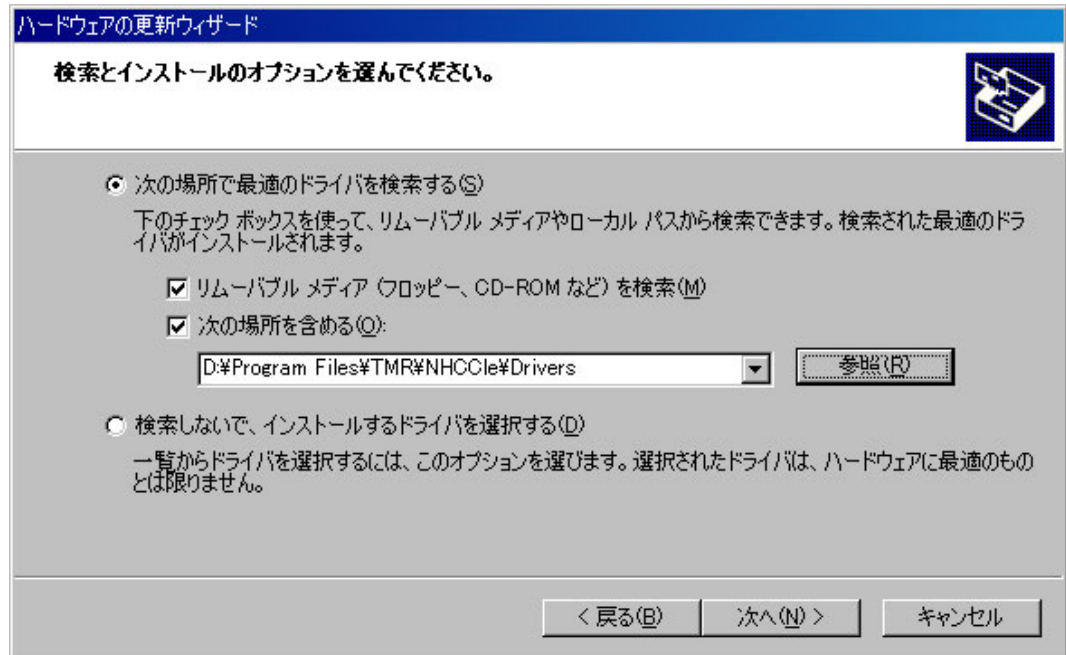 ハードウェアの更新ウィザード
検索とインストールのオプションを選んでください。
次の場所で最適のドライバを検索する(S)
下のチェック ボックスを使って、リムーバブル メディアやローカル パスから検索できます。検索された最適のドラ
イバがインストールされます。
リムーバブル メディア (フロッピー、CD-ROM など) を検索(M)
次の場所を含める(O):
D:¥Program Files¥TMR¥NHCCle¥Drivers
参照(R)
検索しないで、インストールするドライバを選択する(D)
一覧からドライバを選択するには、このオプションを選びます。選択されたドライバは、ハードウェアに最適のもの
とは限りません。
< 戻る(B)
次へ(N) >
キャンセル